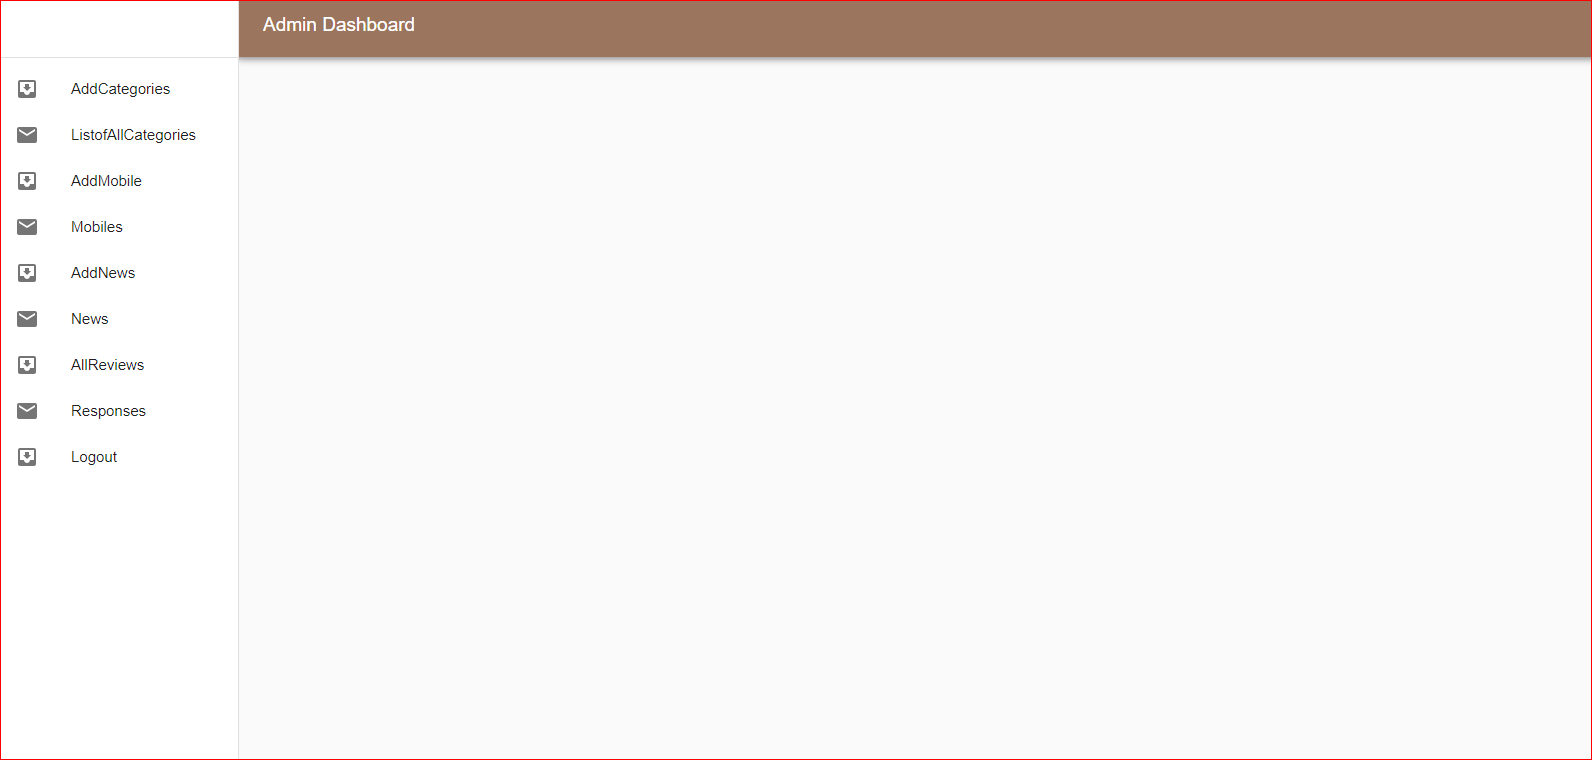 Admin Dashboard
AddCategories
ListofAllCategories
AddMobile
Mobiles
AddNews
News
AllReviews
Responses
Logout